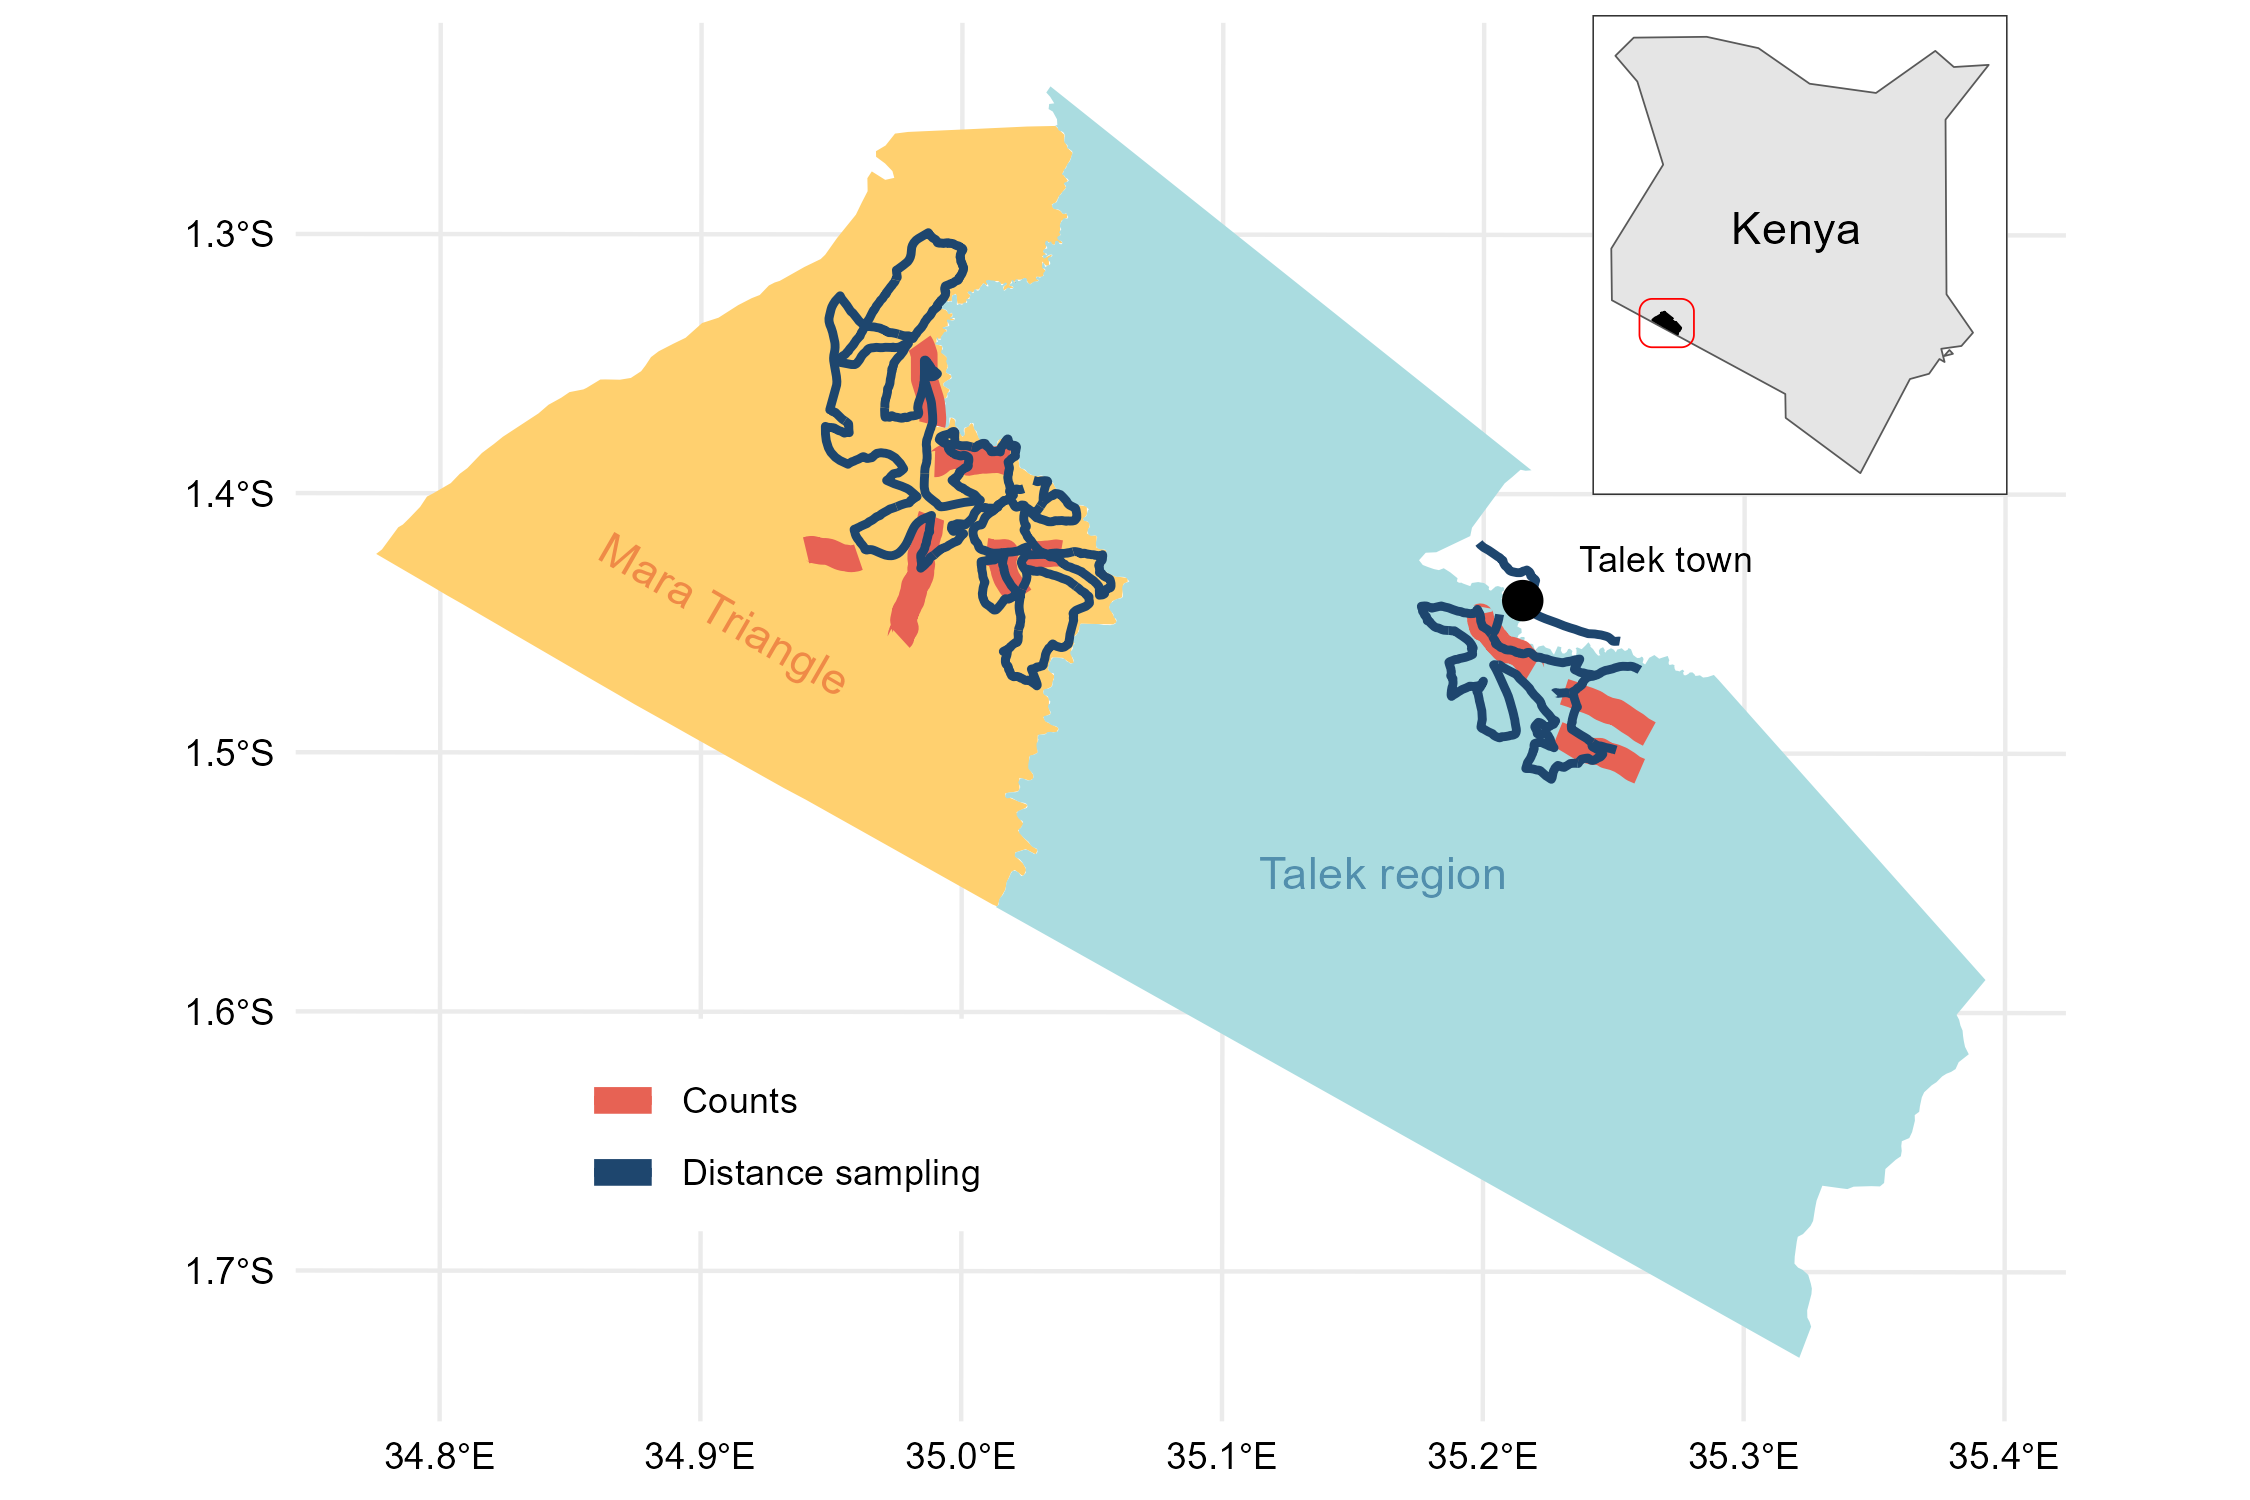 Kenya
1.3°S
1.4°S
Talek town
Mara Triangle
1.5°S
Talek region
1.6°S
Counts
Distance sampling
1.7°S
34.8°E
34.9°E
35.0°E
35.1°E
35.2°E
35.3°E
35.4°E